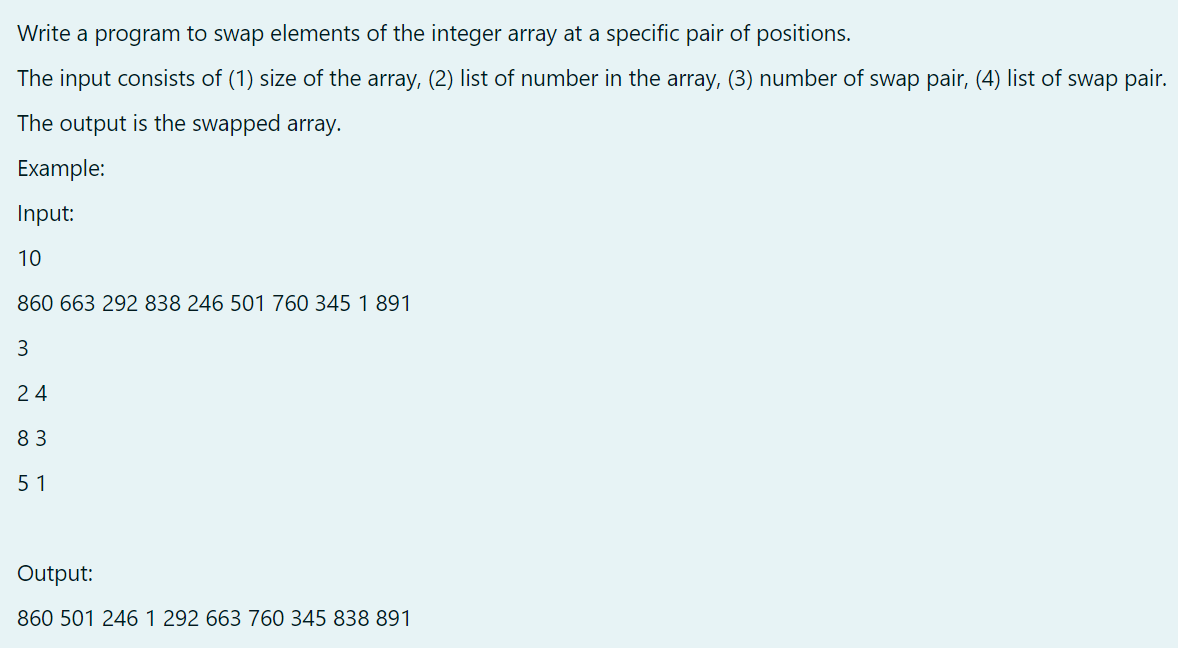 Write a program to swap elements of the integer array at a specific pair of positions.
The input consists of (1) size of the array, (2) list of number in the array, (3) number of swap pair, (4) list of swap pair.
The output is the swapped array.
Example:
Input:
10
860 663 292 838 246 501 760 345 1 891
3
2 4
8 3
5 1
Output:
860 501 246 1 292 663 760 345 838 891